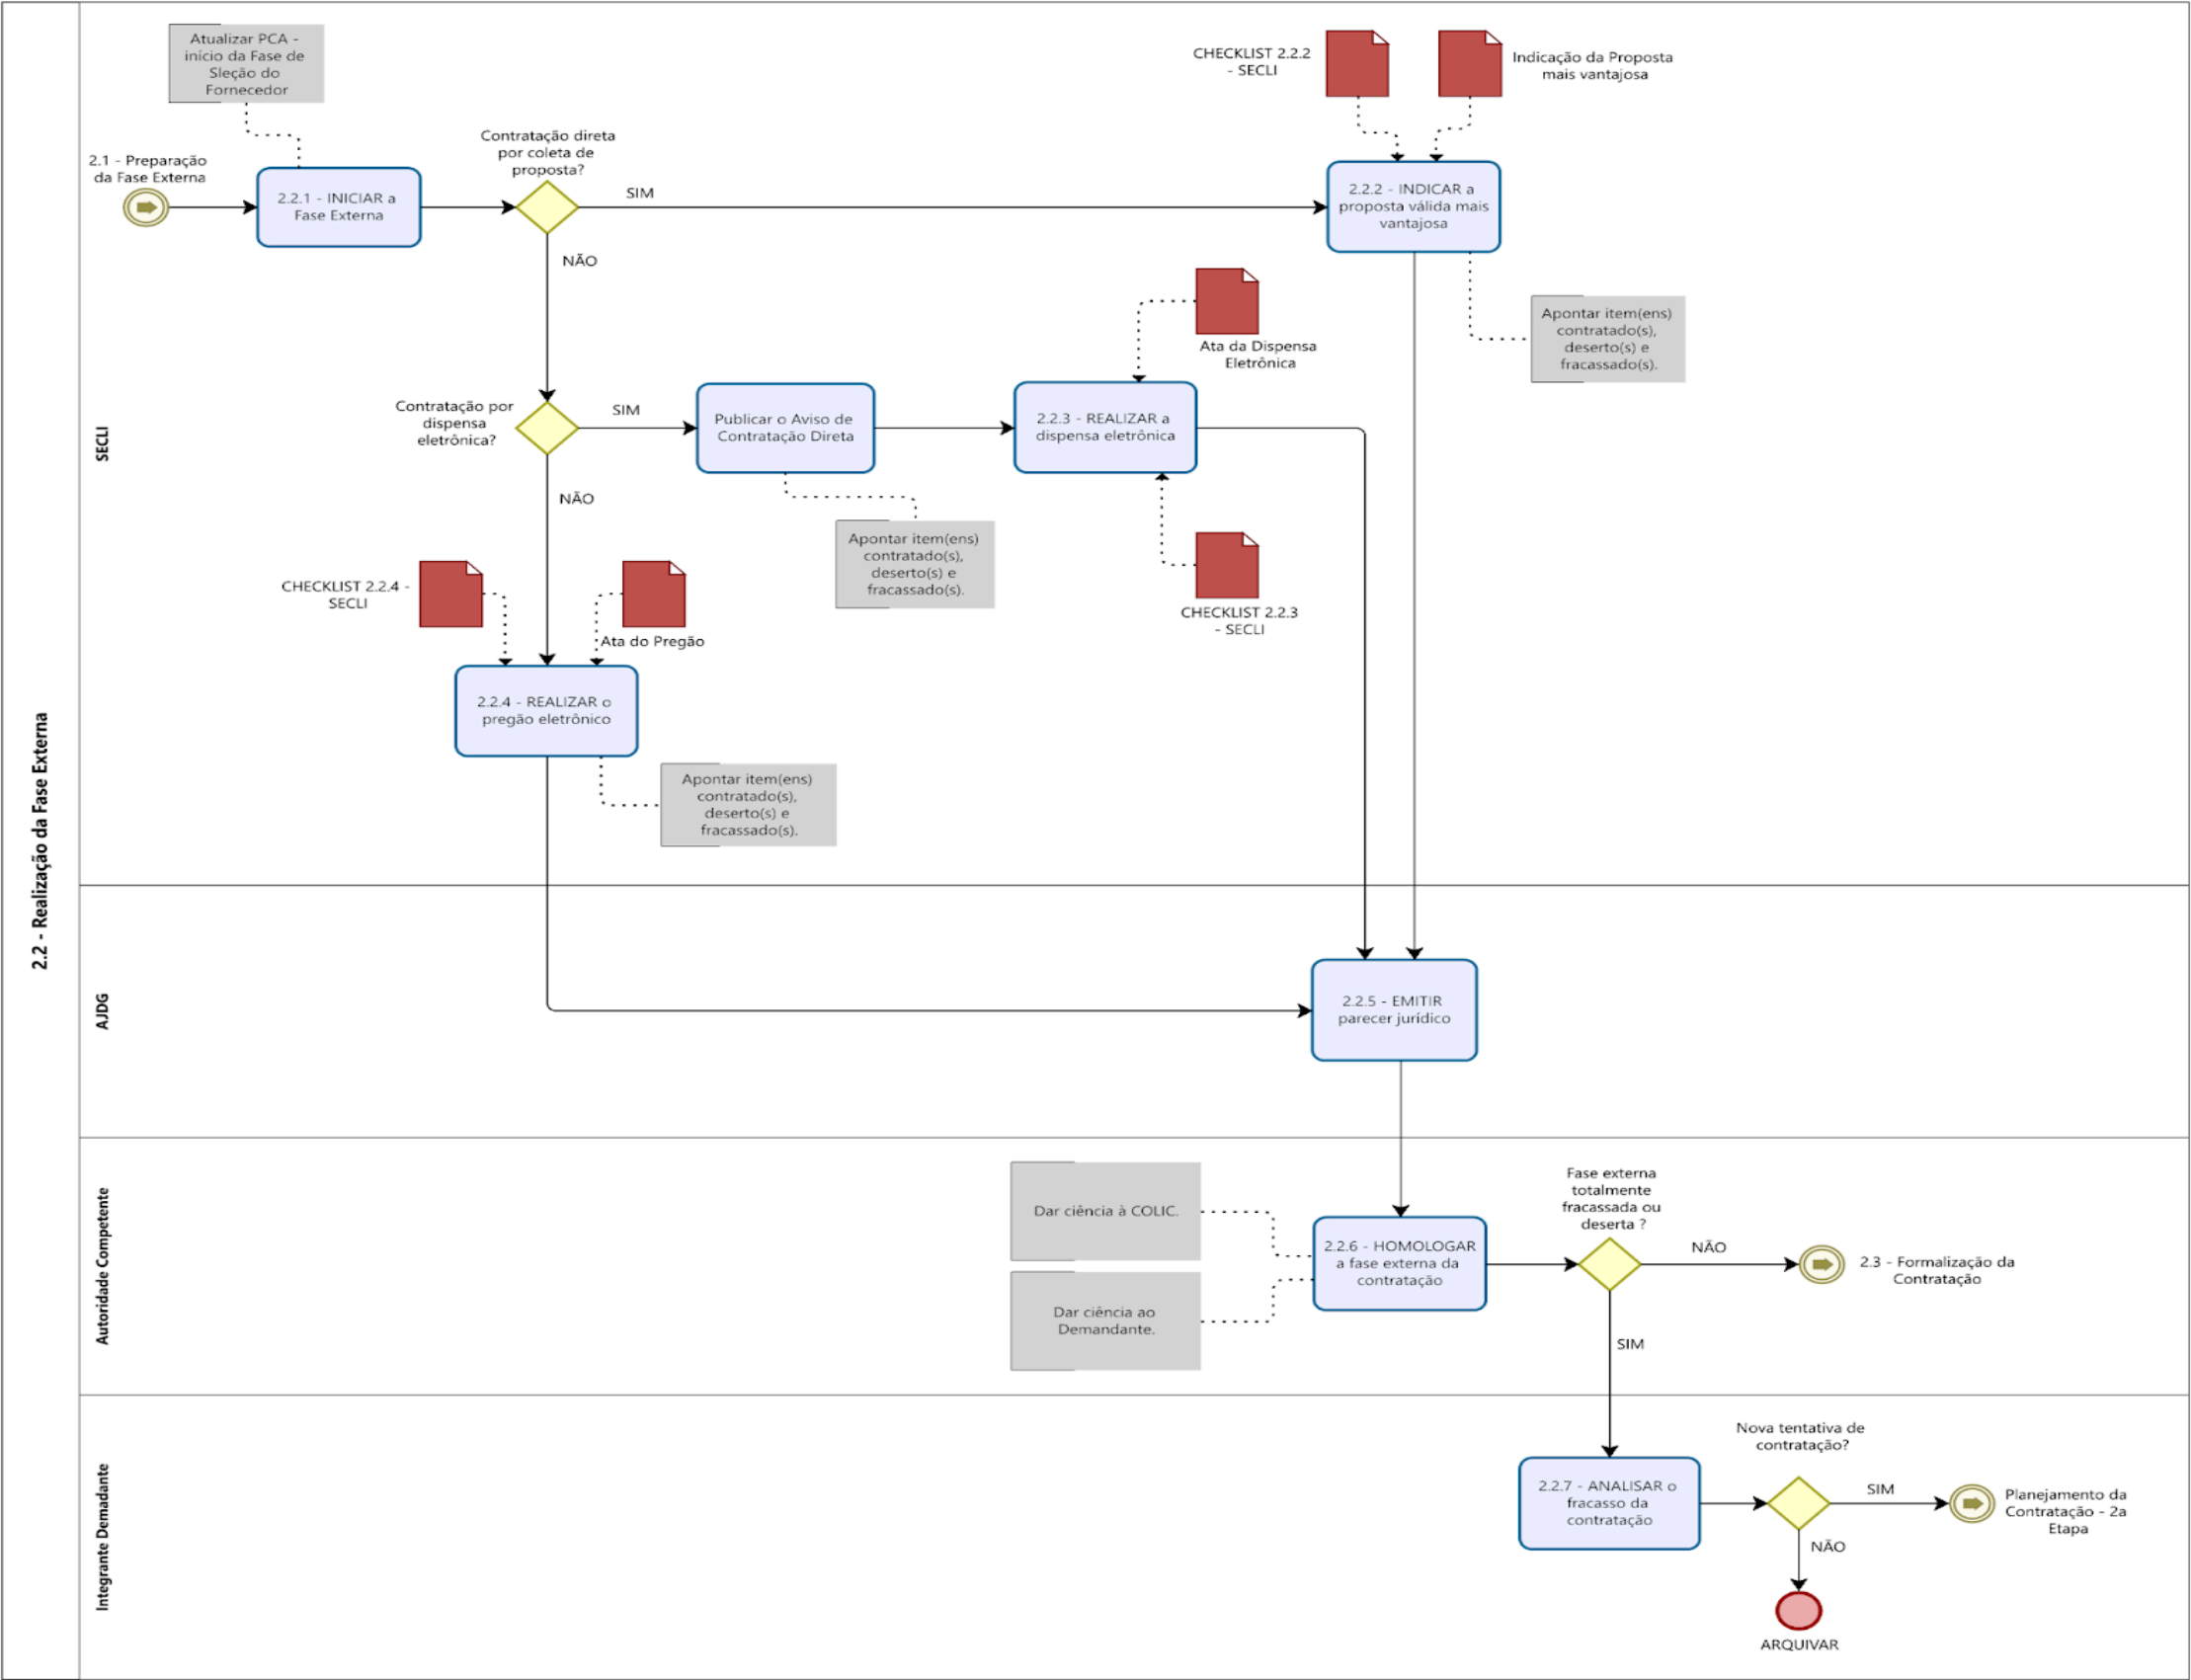 2.2 - Realização da Fase Externa
SECLI
Atualizar PCA -
início da Fase de
Sleção do
Fornecedor
2.1 - Preparação
da Fase Externa
2.2.1 - INICIAR a
Fase Externa
Contratação direta
por coleta de
proposta?
SIM
NÃO
CHECKLIST 2.2.2
- SECLI
Indicação da Proposta
mais vantajosa
2.2.2 - INDICAR a
proposta válida mais
vantajosa
Apontar item(ens)
contratado(s),
deserto(s) e
fracassado(s).
Contratação por
dispensa
eletrônica?
SIM
NÃO
Publicar o Aviso de
Contratação Direta
Apontar item(ens)
contratado(s),
deserto(s) e
fracassado(s).
2.2.3 - REALIZAR a
dispensa eletrônica
Ata da Dispensa
Eletrônica
CHECKLIST 2.2.3
- SECLI
CHECKLIST 2.2.4 -
SECLI
Ata do Pregão
2.2.4 - REALIZAR o
pregão eletrônico
Apontar item(ens)
contratado(s),
deserto(s) e
fracassado(s).
AJDG
2.2.5 - EMITIR
parecer jurídico
Autoridade Competente
Dar ciência à COLIC.
Dar ciência ao
Demandante.
2.2.6 - HOMOLOGAR
a fase externa da
contratação
Fase externa
totalmente
fracassada ou
deserta ?
NÃO
2.3 - Formalização da
Contratação
SIM
Integrante Demadante
2.2.7 - ANALISAR o
fracasso da
contratação
Nova tentativa de
contratação?
SIM
Planejamento da
Contratação - 2a
Etapa
NÃO
ARQUIVAR